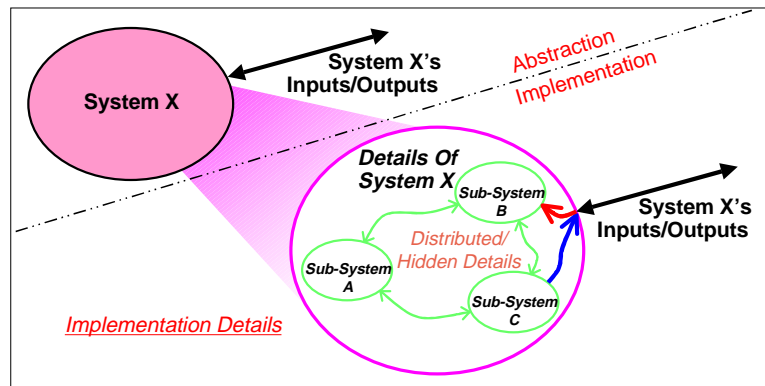 System X
System X's
Inputs/Outputs
Abstraction
Implementation
Details Of
System X
Sub-System
B
System X's
Inputs/Outputs
Distributed/
Hidden Details
Sub-System
A
Sub-System
C
Implementation Details